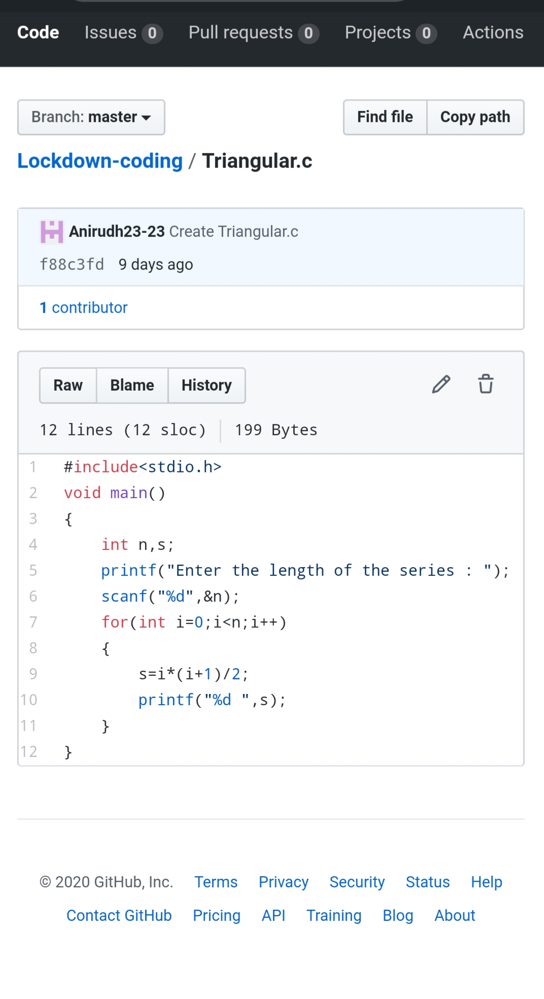 Code Issues 0 Pull requests 0 Projects 0 Actions
Branch: master Find file Copy path
Lockdown-coding / Triangular.c
Anirudh23-23 Create Triangular.c
f88c3fd 9 days ago
1 contributor
Raw Blame History
12 lines (12 sloc) 199 Bytes
1 #include<stdio.h>
2 void main()
3 {
4 int n,s;
5 printf("Enter the length of the series : ");
6 scanf("%d",&n);
7 for(int i=0;i<n;i++)
8 {
9 s=i*(i+1)/2;
10 printf("%d ",s);
11 }
12 }
© 2020 GitHub, Inc. Terms Privacy Security Status Help
Contact GitHub Pricing API Training Blog About